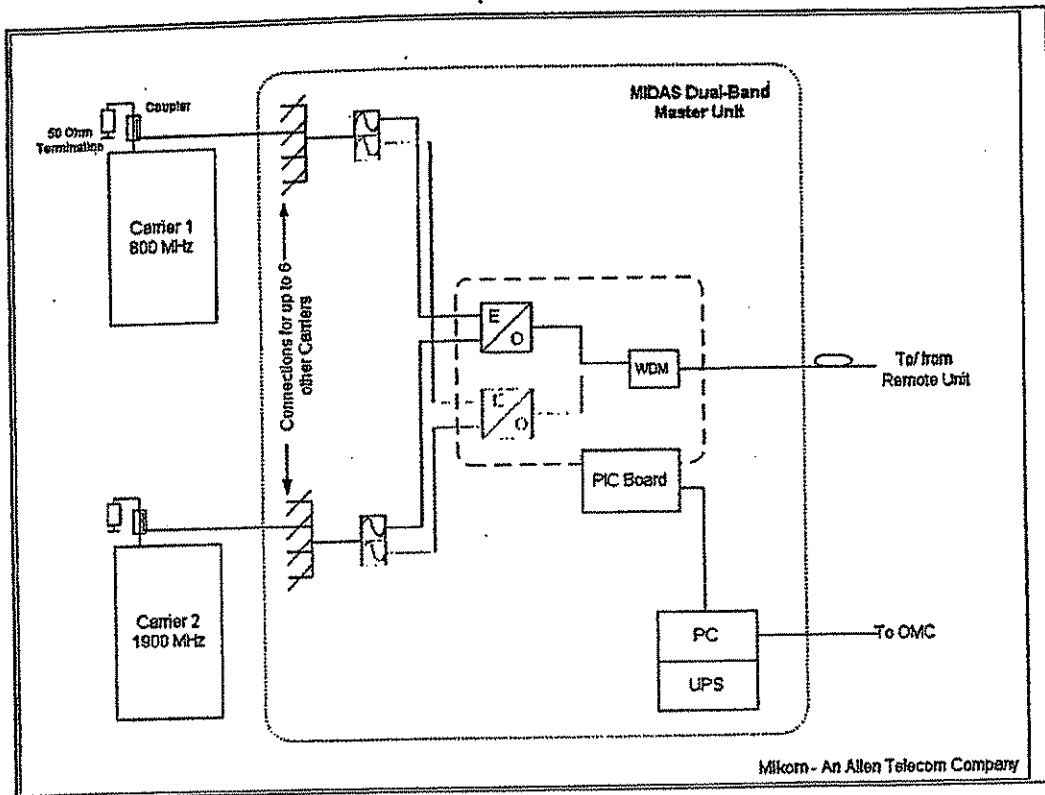 MIDAS Dual-Band
Master Unit
Coupler
50 Ohm
Termination
Carrier 1
800 MHz
Connections for up to 6
other Carriers
E
O
WDM
To/ from
Remote Unit
E
O
PIC Board
Carrier 2
1900 MHz
PC
To OMC
UPS
Mikom - An Allen Telecom Company